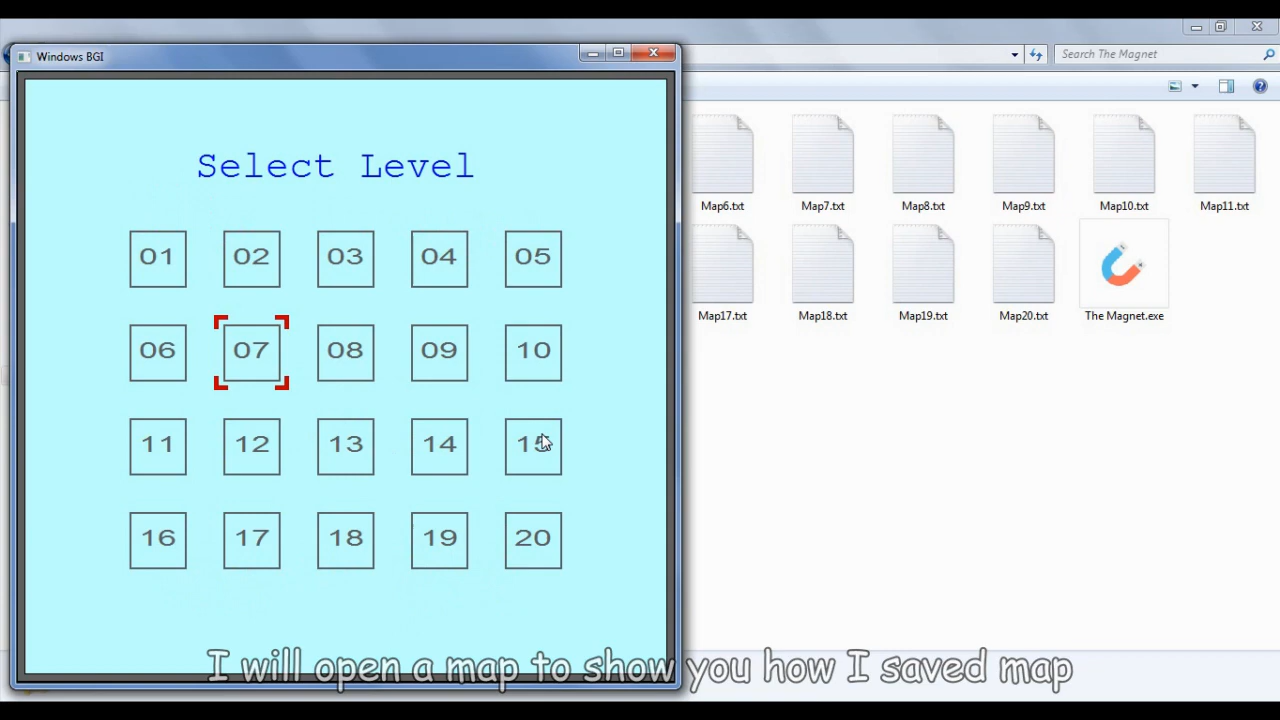 Windows BGI
Search The Magnet
Select Level
01 02 03 04 05
06 07 08 09 10
11 12 13 14 15
16 17 18 19 20
Map6.txt Map7.txt Map8.txt Map9.txt Map10.txt Map11.txt
Map17.txt Map18.txt Map19.txt Map20.txt The Magnet.exe
I will open a map to show you how I saved map